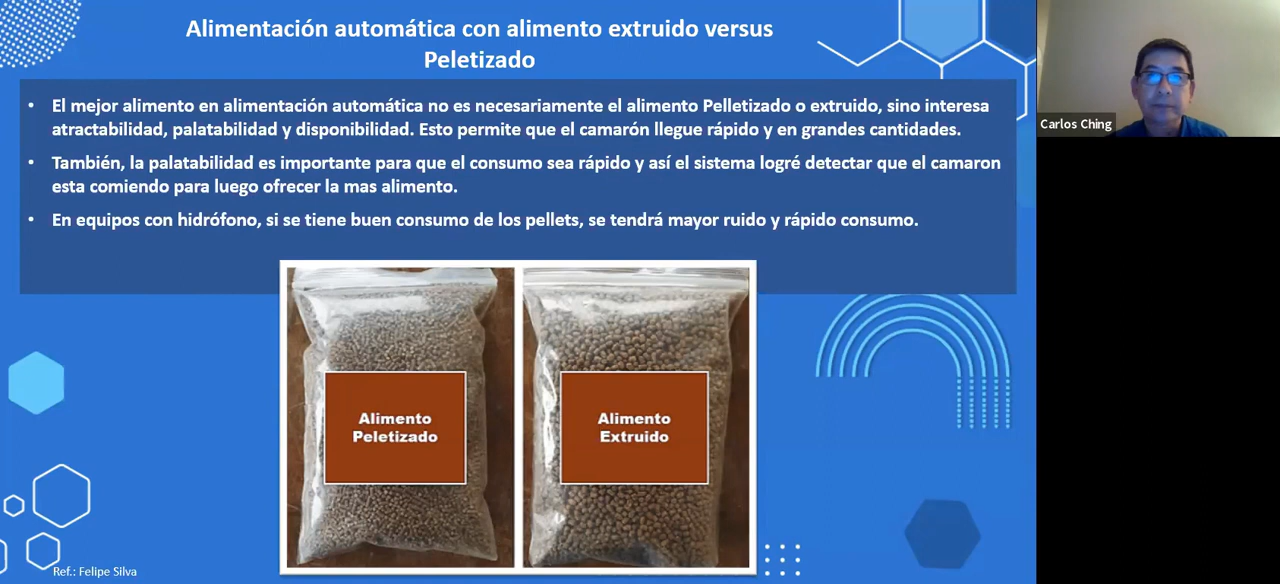 Alimentación automática con alimento extruido versus
Peletizado
• El mejor alimento en alimentación automática no es necesariamente el alimento Pelletizado o extruido, sino interesa
atractabilidad, palatabilidad y disponibilidad. Esto permite que el camarón llegue rápido y en grandes cantidades.
• También, la palatabilidad es importante para que el consumo sea rápido y así el sistema logré detectar que el camaron
esta comiendo para luego ofrecer la mas alimento.
• En equipos con hidrófono, si se tiene buen consumo de los pellets, se tendrá mayor ruido y rápido consumo.
Alimento
Peletizado
Alimento
Extruido
Ref.: Felipe Silva
Carlos Ching